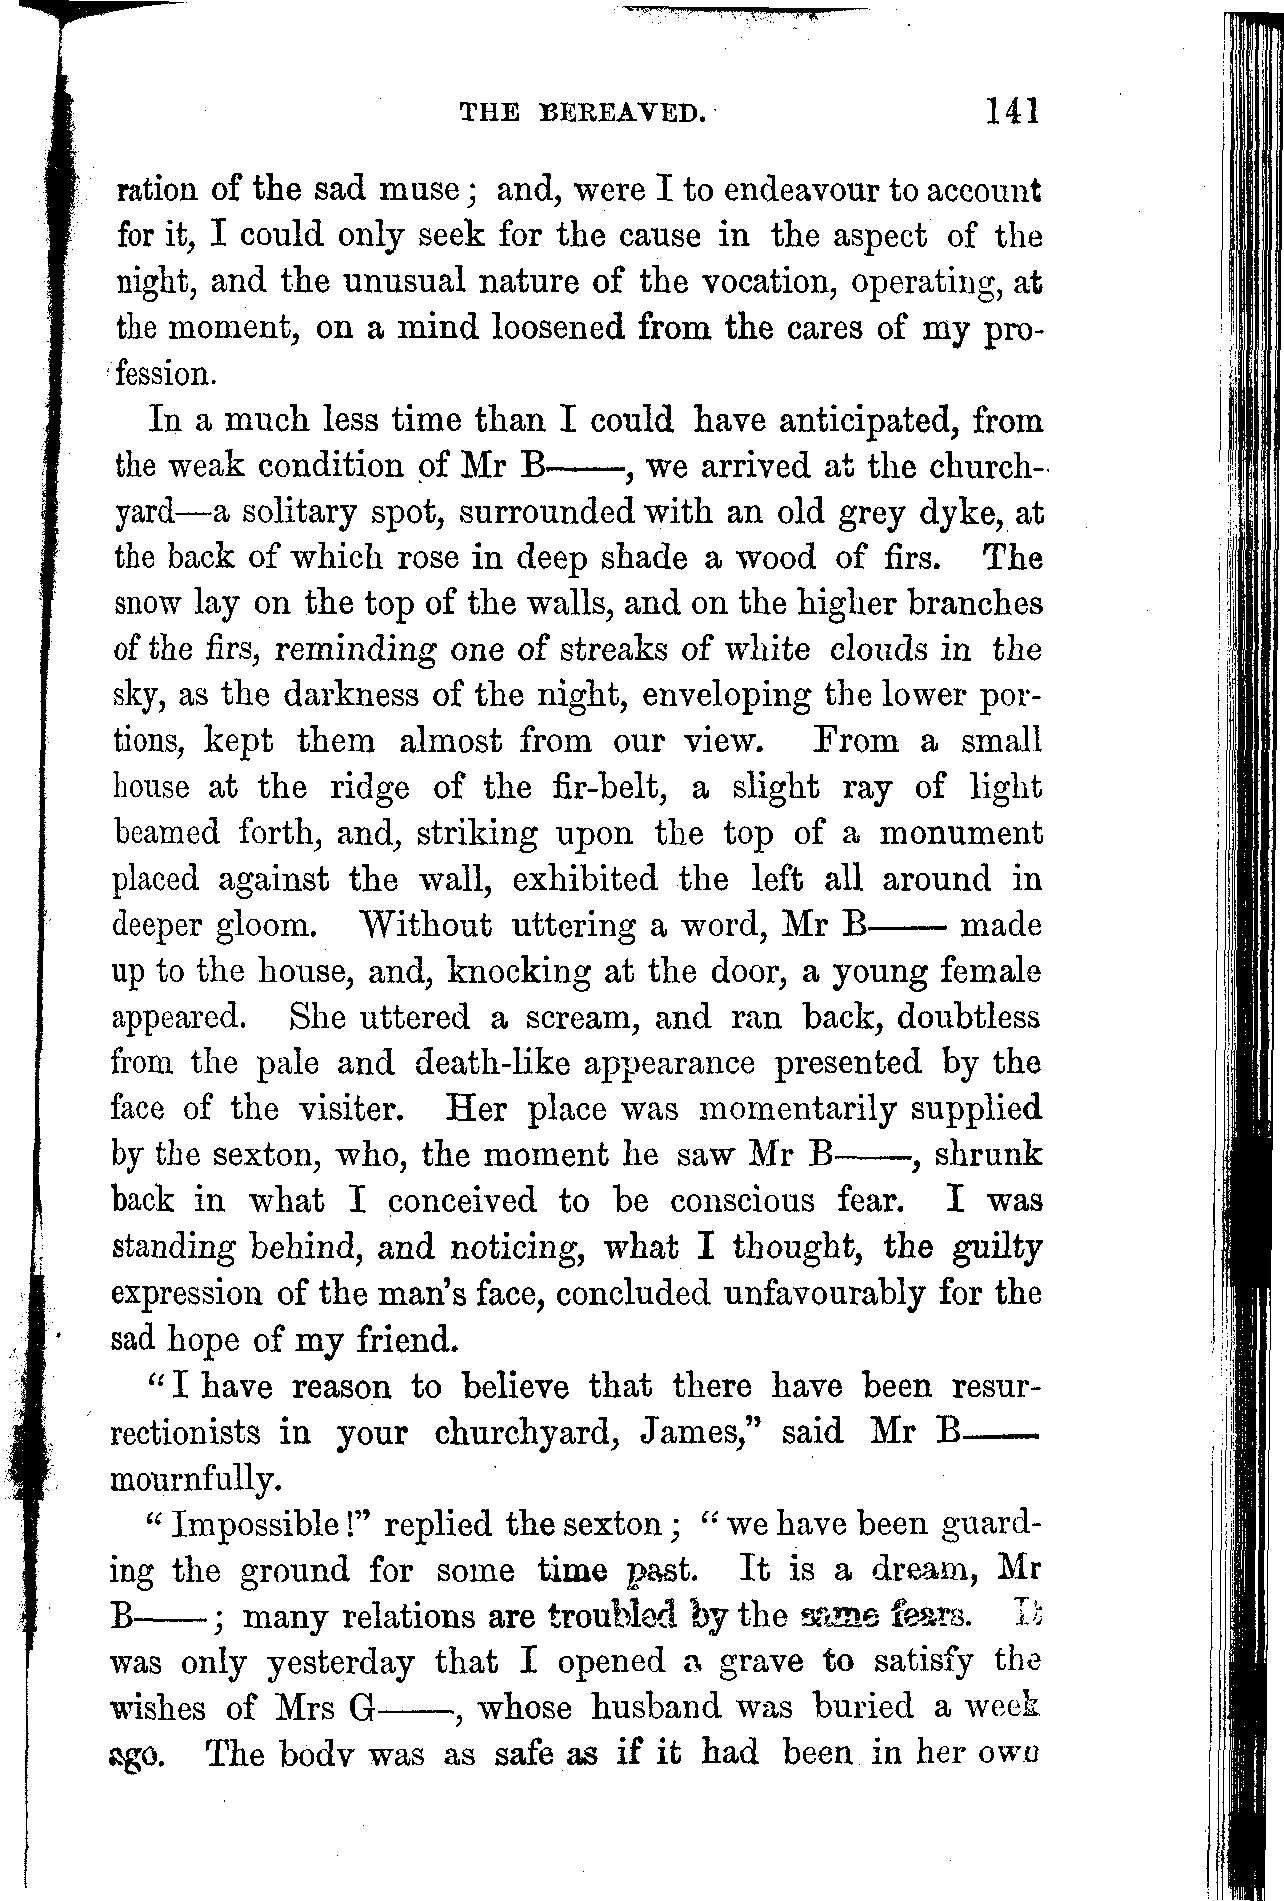 THE BEREAVED. 141
ration of the sad muse; and, were I to endeavour to account
for it, I could only seek for the cause in the aspect of the
night, and the unusual nature of the vocation, operating, at
the moment, on a mind loosened from the cares of my pro-
fession.
In a much less time than I could have anticipated, from
the weak condition of Mr B——, we arrived at the church-
yard—a solitary spot, surrounded with an old grey dyke, at
the back of which rose in deep shade a wood of firs. The
snow lay on the top of the walls, and on the higher branches
of the firs, reminding one of streaks of white clouds in the
sky, as the darkness of the night, enveloping the lower por-
tions, kept them almost from our view. From a small
house at the ridge of the fir-belt, a slight ray of light
beamed forth, and, striking upon the top of a monument
placed against the wall, exhibited the left all around in
deeper gloom. Without uttering a word, Mr B—— made
up to the house, and, knocking at the door, a young female
appeared. She uttered a scream, and ran back, doubtless
from the pale and death-like appearance presented by the
face of the visiter. Her place was momentarily supplied
by the sexton, who, the moment he saw Mr B——, shrunk
back in what I conceived to be conscious fear. I was
standing behind, and noticing, what I thought, the guilty
expression of the man's face, concluded unfavourably for the
sad hope of my friend.
"I have reason to believe that there have been resur-
rectionists in your churchyard, James," said Mr B——
mournfully.
"Impossible!" replied the sexton; "we have been guard-
ing the ground for some time past. It is a dream, Mr
B——; many relations are troubled by the same fears. It
was only yesterday that I opened a grave to satisfy the
wishes of Mrs G——, whose husband was buried a week
ago. The body was as safe as if it had been in her own